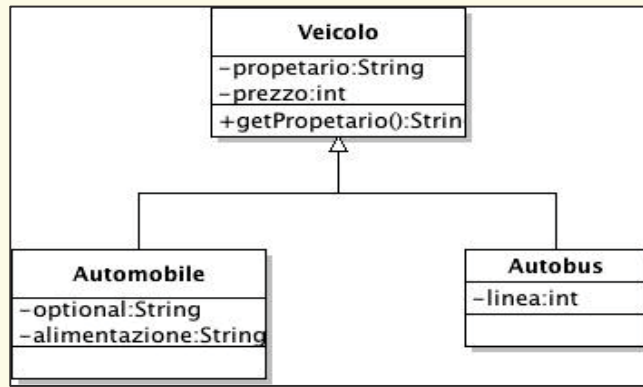 Veicolo
-propetario:String
-prezzo:int
+getPropetario():Strin
Automobile
-optional:String
-alimentazione:String
Autobus
-linea:int